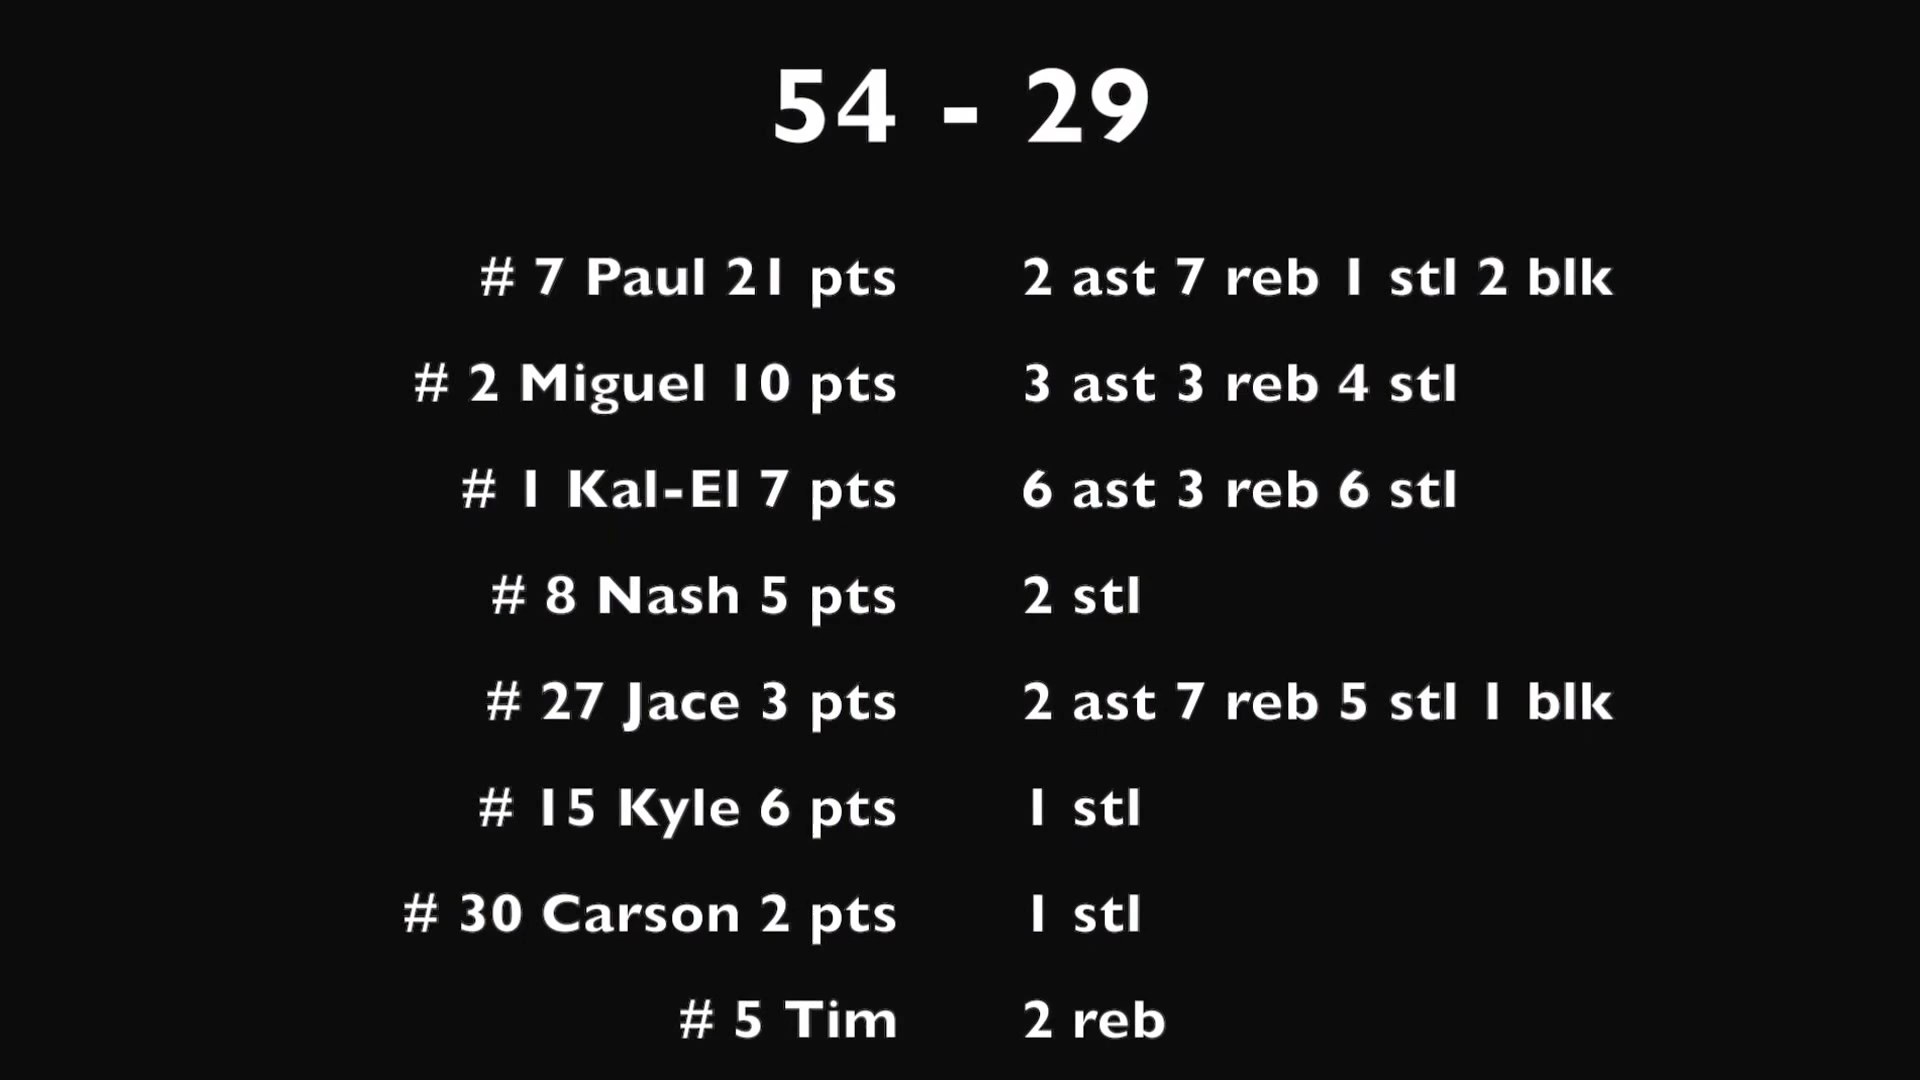 54 - 29
# 7 Paul 21 pts 2 ast 7 reb 1 stl 2 blk
# 2 Miguel 10 pts 3 ast 3 reb 4 stl
# 1 Kal-El 7 pts 6 ast 3 reb 6 stl
# 8 Nash 5 pts 2 stl
# 27 Jace 3 pts 2 ast 7 reb 5 stl 1 blk
# 15 Kyle 6 pts 1 stl
# 30 Carson 2 pts 1 stl
# 5 Tim 2 reb